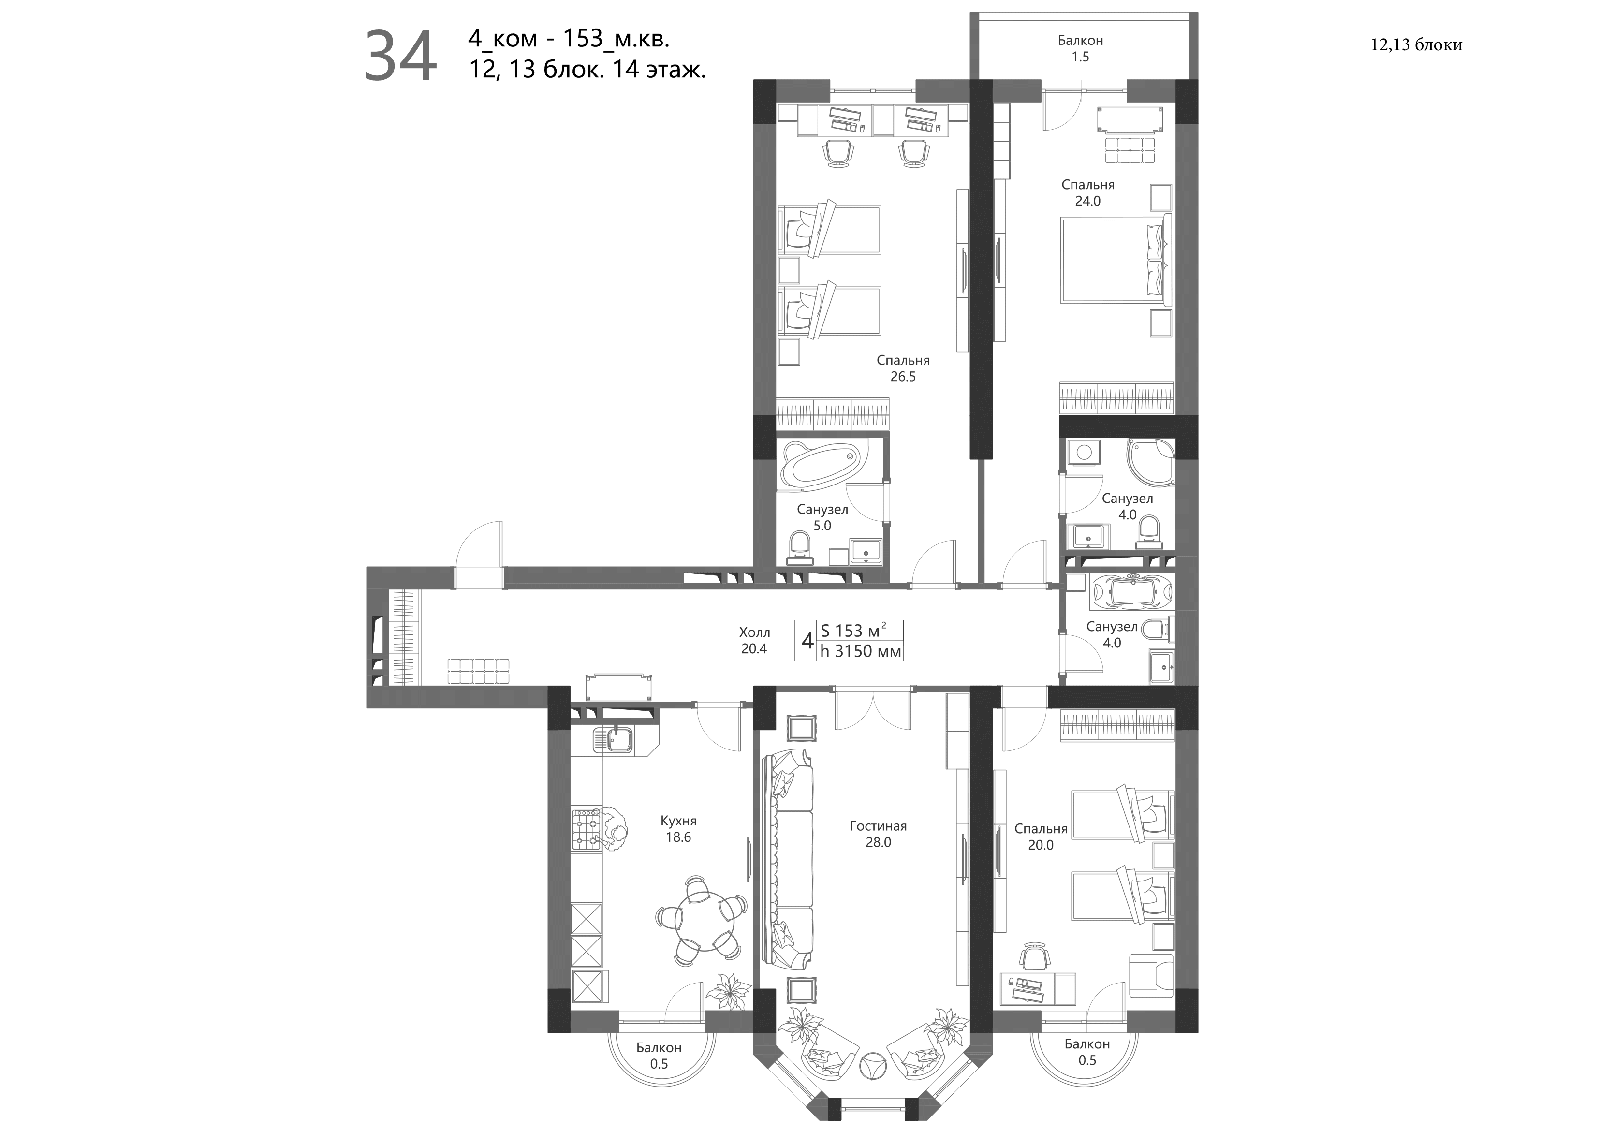 34
4_ком - 153_м.кв.
12, 13 блок. 14 этаж.
12,13 блоки
Балкон
1.5
Спальня
24.0
Спальня
26.5
Санузел
5.0
Санузел
4.0
Холл
20.4
4
S 153 м²
h 3150 мм
Санузел
4.0
Кухня
18.6
Гостиная
28.0
Спальня
20.0
Балкон
0.5
Балкон
0.5